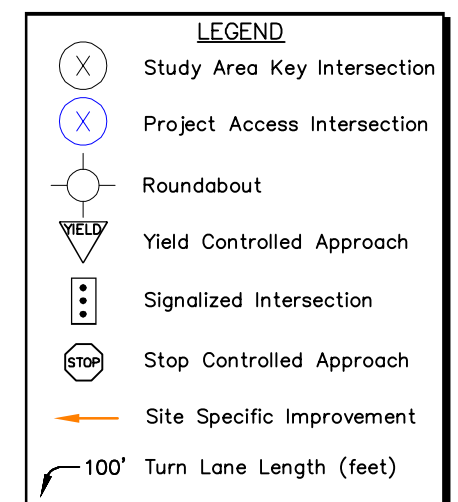 LEGEND
X Study Area Key Intersection
X Project Access Intersection
Roundabout
YIELD Yield Controlled Approach
Signalized Intersection
STOP Stop Controlled Approach
Site Specific Improvement
100' Turn Lane Length (feet)